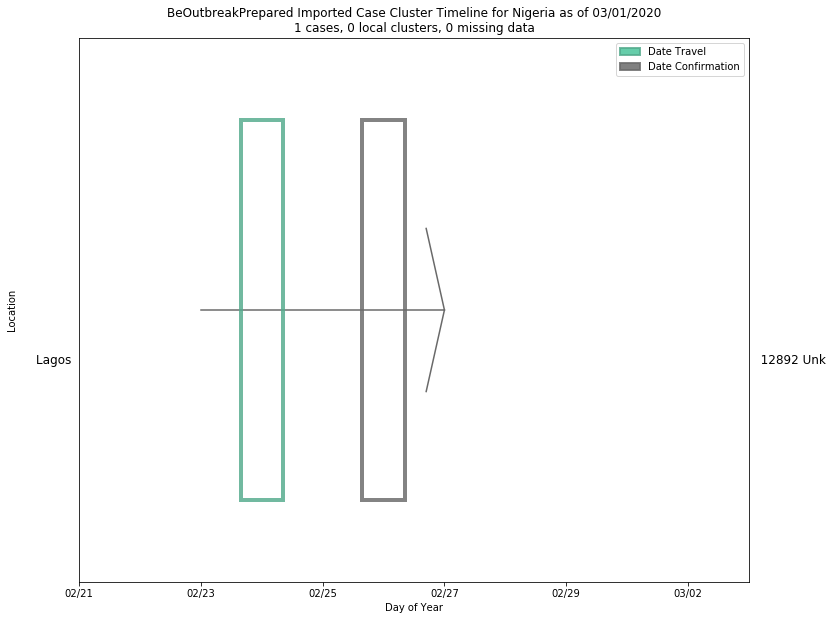 BeOutbreakPrepared Imported Case Cluster Timeline for Nigeria as of 03/01/2020
1 cases, 0 local clusters, 0 missing data
Date Travel
Date Confirmation
Location
Lagos
12892 Unk
02/21
02/23
02/25
02/27
02/29
03/02
Day of Year